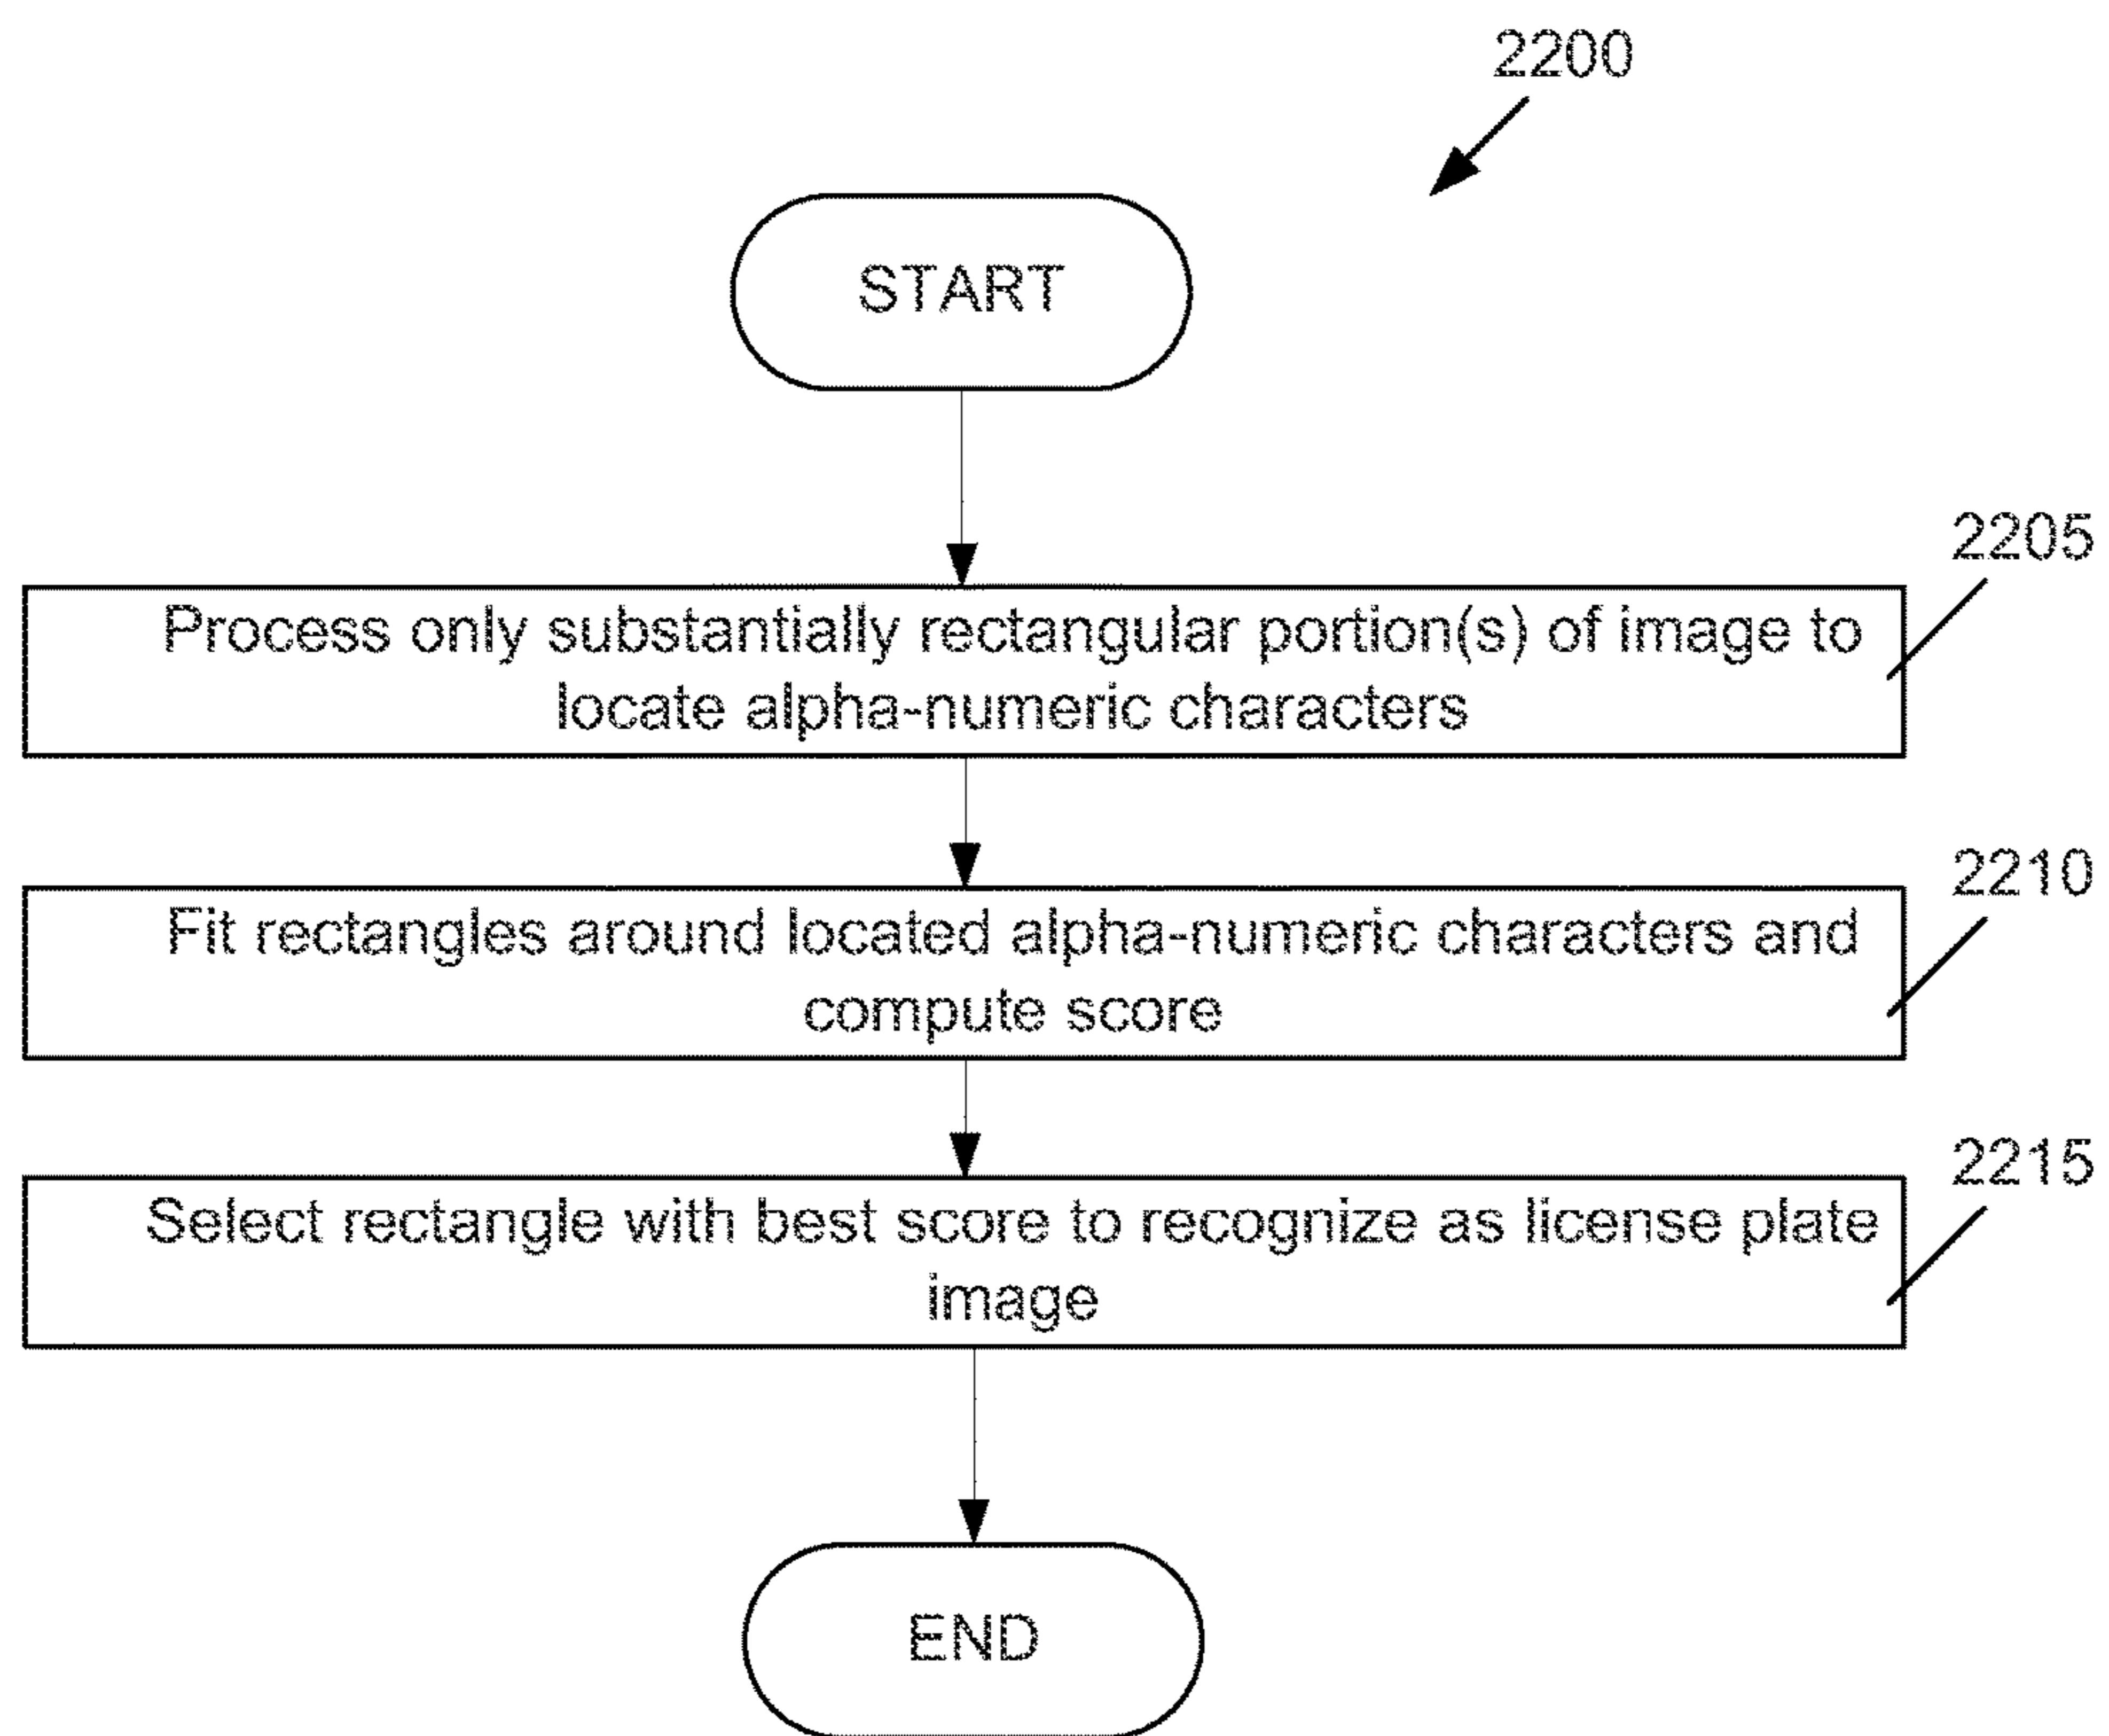 2200
START
2205
Process only substantially rectangular portion(s) of image to
locate alpha-numeric characters
2210
Fit rectangles around located alpha-numeric characters and
compute score
2215
Select rectangle with best score to recognize as license plate
image
END